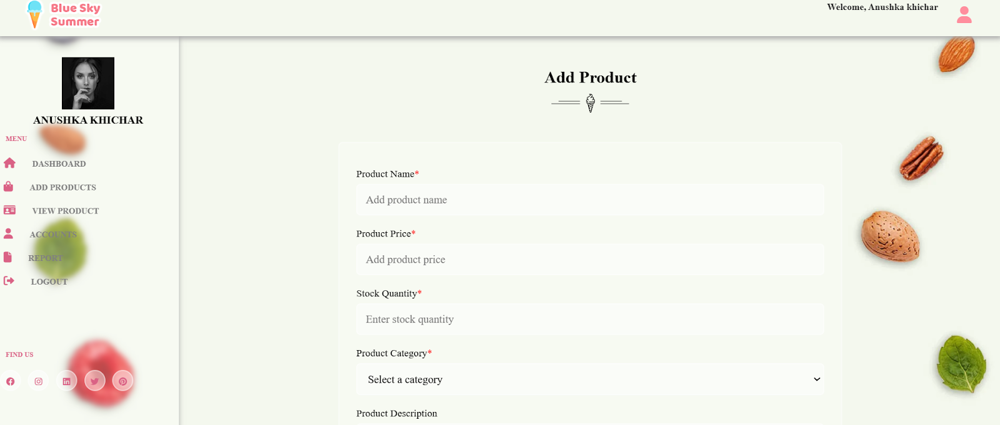 Blue Sky
Summer
Welcome, Anushka khichar
ANUSHKA KHICHAR
MENU
DASHBOARD
ADD PRODUCTS
VIEW PRODUCT
ACCOUNTS
REPORT
LOGOUT
FIND US
Add Product
Product Name*
Add product name
Product Price*
Add product price
Stock Quantity*
Enter stock quantity
Product Category*
Select a category
Product Description